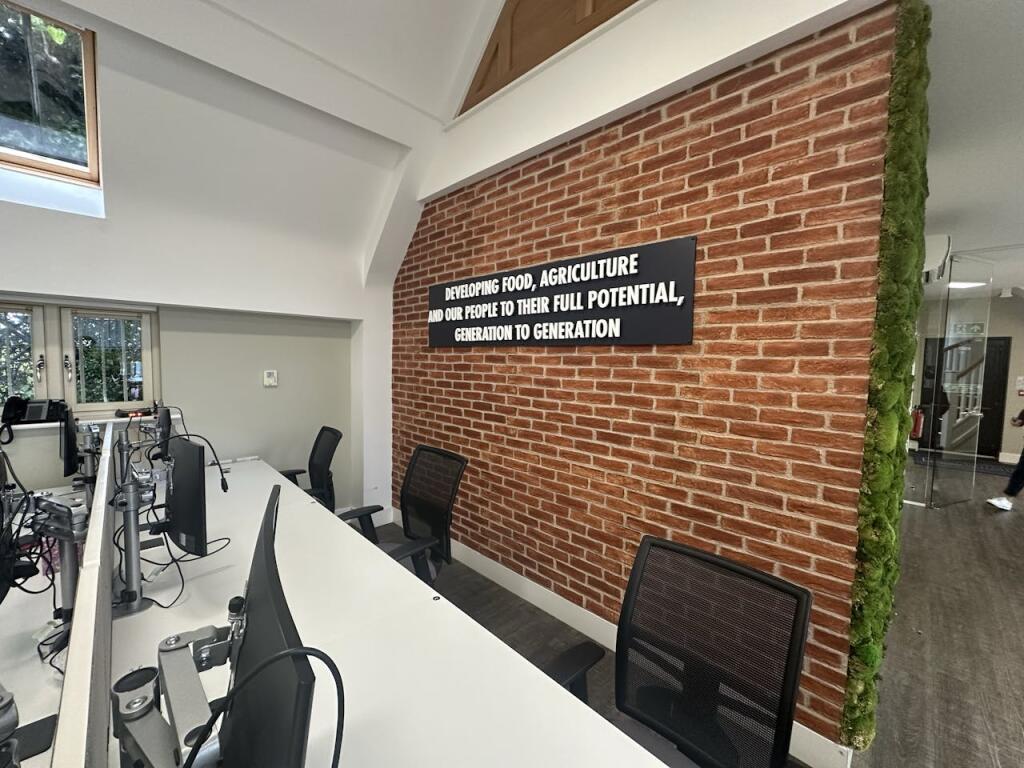 DEVELOPING FOOD, AGRICULTURE
AND OUR PEOPLE TO THEIR FULL POTENTIAL,
GENERATION TO GENERATION